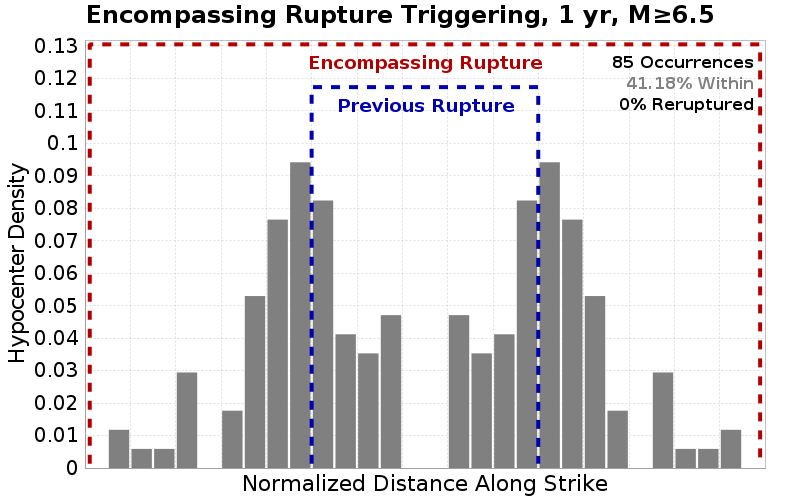 Encompassing Rupture Triggering, 1 yr, M≥6.5
Encompassing Rupture
Previous Rupture
85 Occurrences
41.18% Within
0% Reruptured
Hypocenter Density
0.13
0.12
0.11
0.1
0.09
0.08
0.07
0.06
0.05
0.04
0.03
0.02
0.01
0
Normalized Distance Along Strike